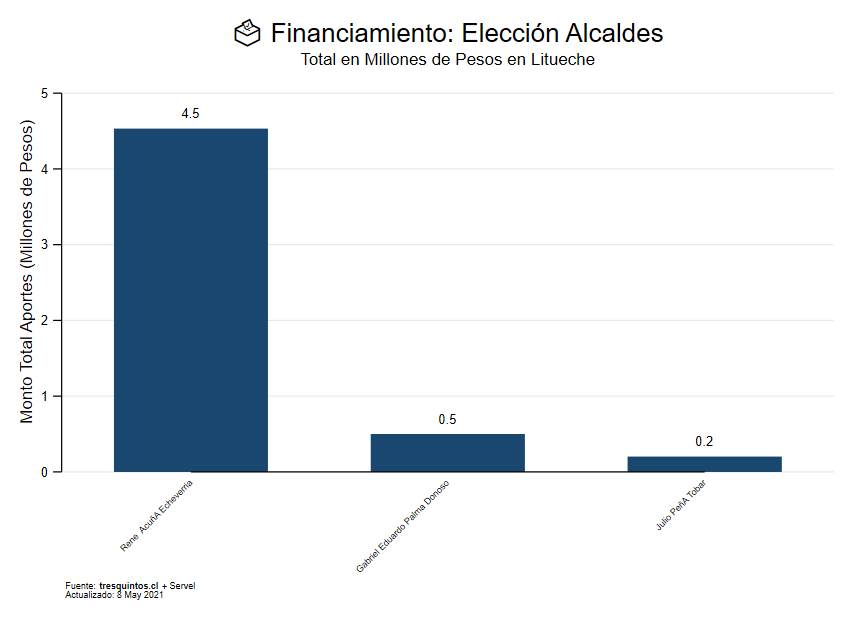 Financiamiento: Elección Alcaldes
Total en Millones de Pesos en Litueche
Monto Total Aportes (Millones de Pesos)
5
4
3
2
1
0
4.5
0.5
0.2
Rene AcuñA Echeverria
Gabriel Eduardo Palma Donoso
Julio PeñA Tobar
Fuente: tresquintos.cl + Servel
Actualizado: 8 May 2021